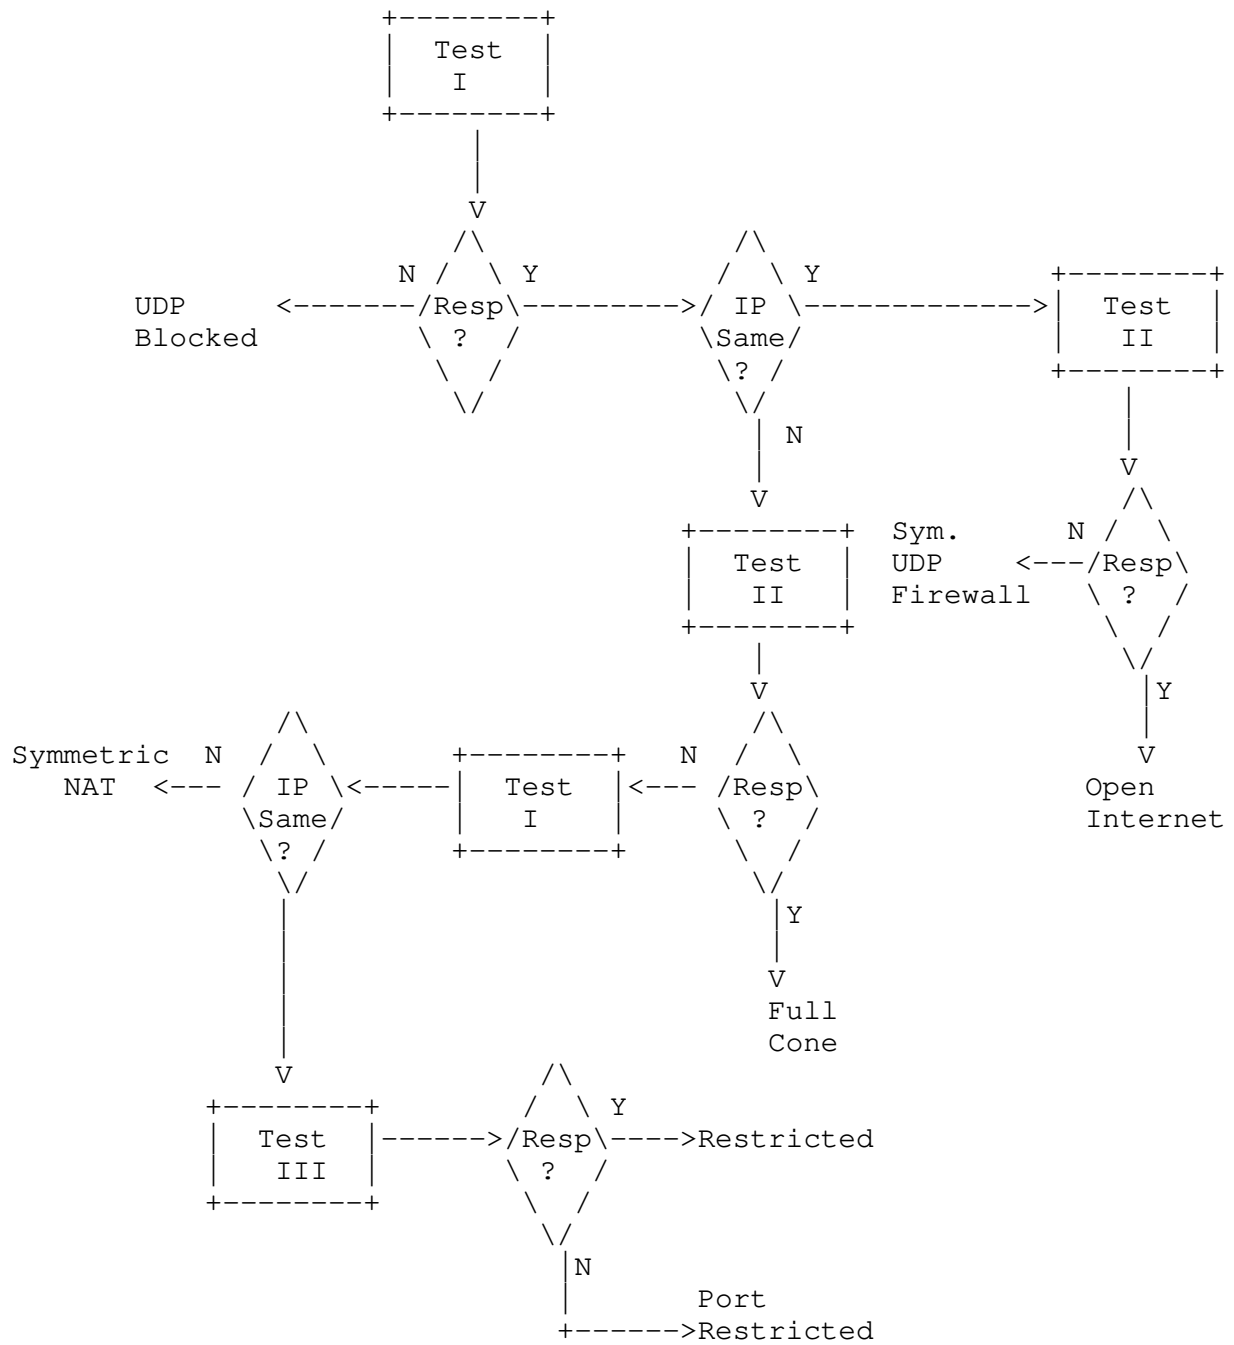 Test
I
N Y Y
UDP Resp IP Test
Blocked ? Same II
?
N
Sym. N
Test UDP Resp
II Firewall ?
Y
Symmetric N N
NAT IP Test Resp Open
Same I ? Internet
?
Y
Full
Cone
Y
Test Resp Restricted
III ?
N
Port
Restricted